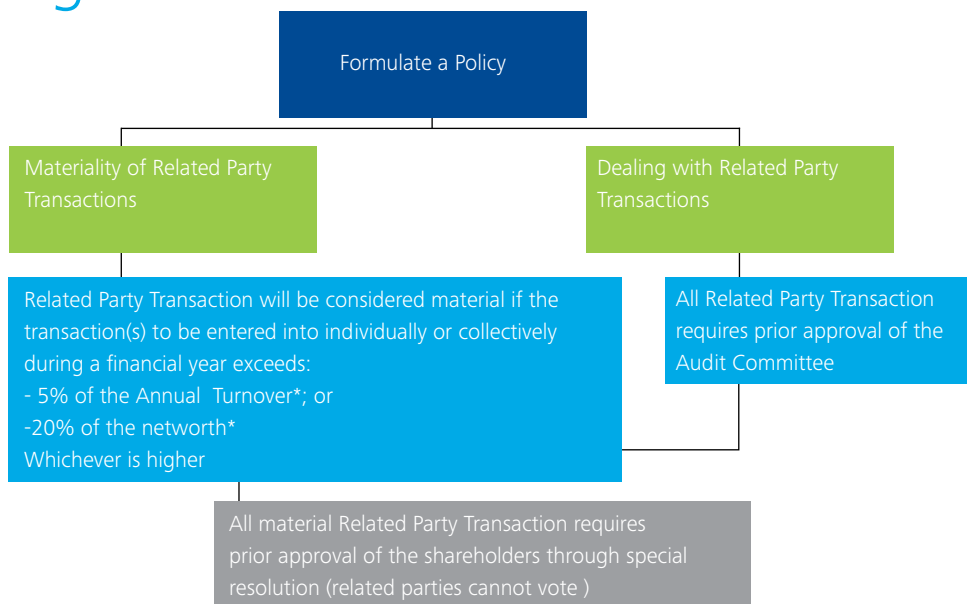 Formulate a Policy
Materiality of Related Party
Transactions
Dealing with Related Party
Transactions
Related Party Transaction will be considered material if the
transaction(s) to be entered into individually or collectively
during a financial year exceeds:
- 5% of the Annual Turnover*; or
-20% of the networth*
Whichever is higher
All Related Party Transaction
requires prior approval of the
Audit Committee
All material Related Party Transaction requires
prior approval of the shareholders through special
resolution (related parties cannot vote )